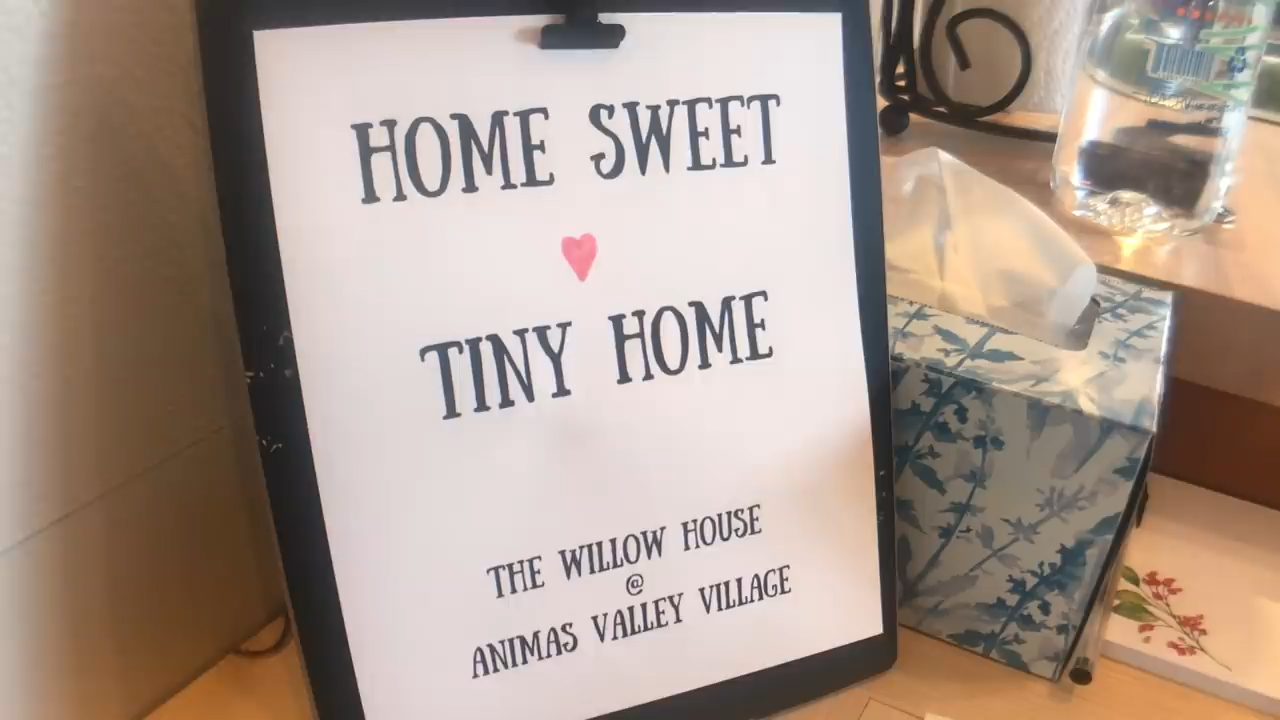 HOME SWEET
TINY HOME
THE WILLOW HOUSE
@
ANIMAS VALLEY VILLAGE